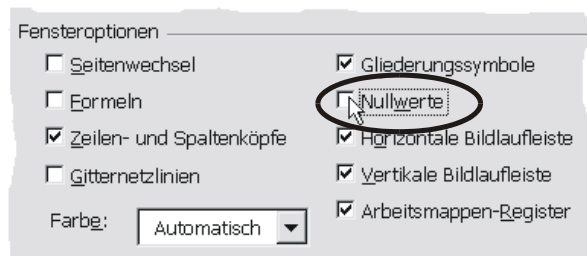 Fensteroptionen
Seitenwechsel
Formeln
Zeilen- und Spaltenköpfe
Gitternetzlinien
Farbe:
Automatisch
Gliederungssymbole
Nullwerte
Horizontale Bildlaufleiste
Vertikale Bildlaufleiste
Arbeitsmappen-Register